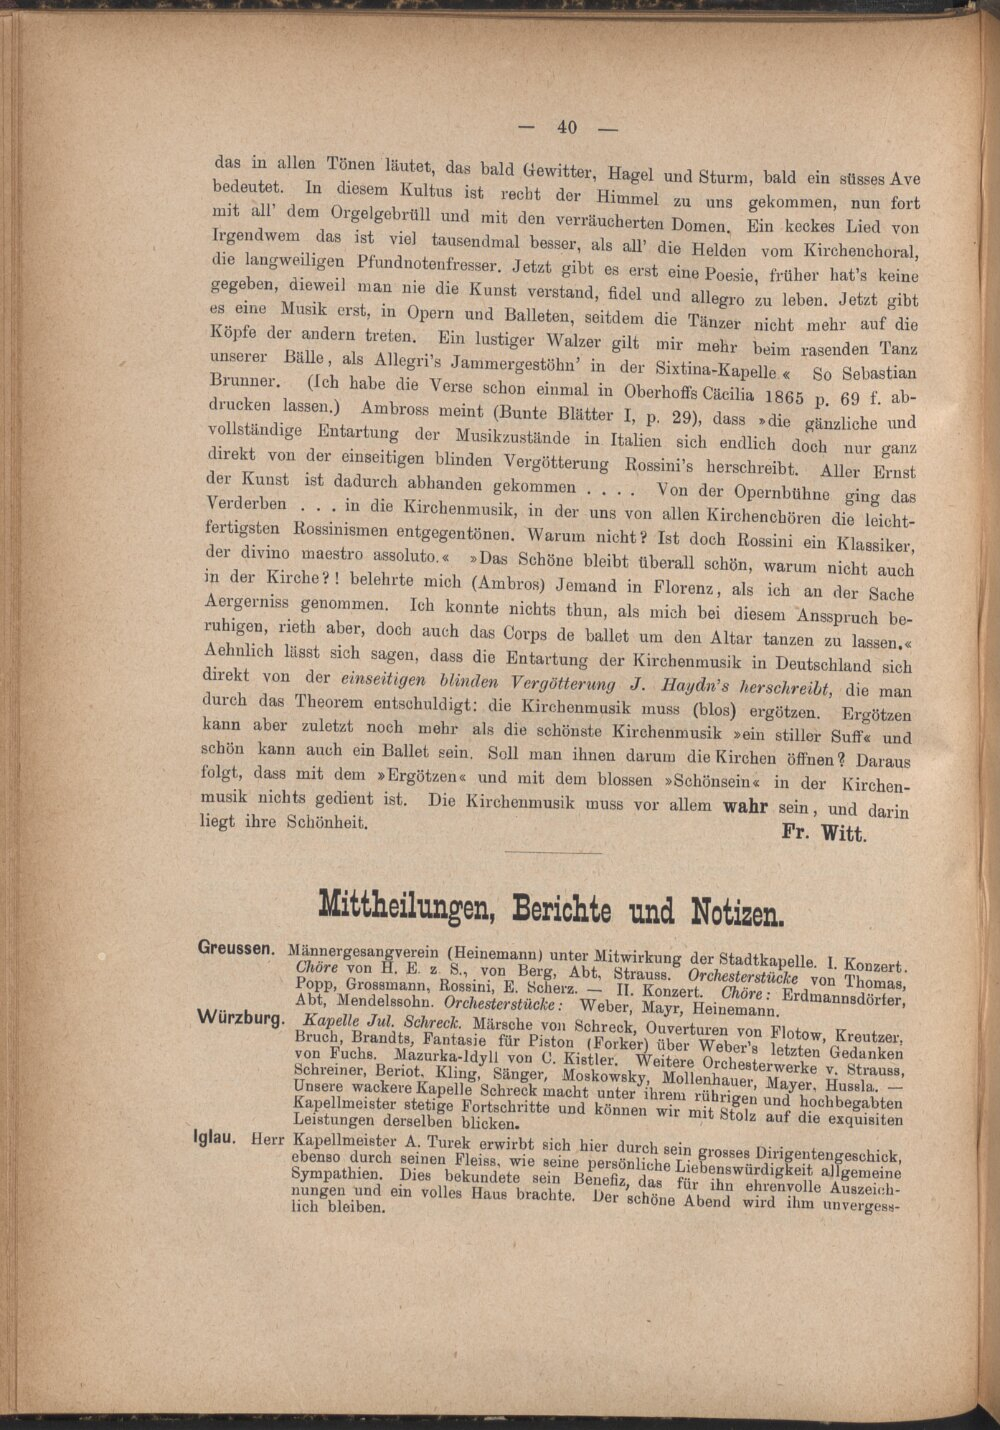 — 40 —
das in allen Tönen läutet, das bald Gewitter, Hagel und Sturm, bald ein süsses Ave
bedeutet. In diesem Kultus ist recht der Himmel zu uns gekommen, nun fort
mit all' dem Orgelgebrüll und mit den verräucherten Domen. Ein keckes Lied von
Irgendwem das ist viel tausendmal besser, als all' die Helden vom Kirchenchoral,
die langweiligen Pfundnotenfresser. Jetzt gibt es erst eine Poesie, früher hat's keine
gegeben, dieweil man nie die Kunst verstand, fidel und allegro zu leben. Jetzt gibt
es eine Musik erst, in Opern und Balleten, seitdem die Tänzer nicht mehr auf die
Köpfe der andern treten. Ein lustiger Walzer gilt mir mehr beim rasenden Tanz
unserer Bälle, als Allegri's Jammergestöhn' in der Sixtina-Kapelle.« So Sebastian
Brunner. (Ich habe die Verse schon einmal in Oberhoffs Cäcilia 1865 p. 69 f. ab-
drucken lassen.) Ambross meint (Bunte Blätter I, p. 29), dass »die gänzliche und
vollständige Entartung der Musikzustände in Italien sich endlich doch nur ganz
direkt von der einseitigen blinden Vergötterung Rossini's herschreibt. Aller Ernst
der Kunst ist dadurch abhanden gekommen . . . . Von der Opernbühne ging das
Verderben . . . in die Kirchenmusik, in der uns von allen Kirchenchören die leicht-
fertigsten Rossinismen entgegentönen. Warum nicht? Ist doch Rossini ein Klassiker,
der divino maestro assoluto.« »Das Schöne bleibt überall schön, warum nicht auch
in der Kirche?! belehrte mich (Ambros) Jemand in Florenz, als ich an der Sache
Aergerniss genommen. Ich konnte nichts thun, als mich bei diesem Ansspruch be-
ruhigen, rieth aber, doch auch das Corps de ballet um den Altar tanzen zu lassen.«
Aehnlich lässt sich sagen, dass die Entartung der Kirchenmusik in Deutschland sich
direkt von der einseitigen blinden Vergötterung J. Haydn's herschreibt, die man
durch das Theorem entschuldigt: die Kirchenmusik muss (blos) ergötzen. Ergötzen
kann aber zuletzt noch mehr als die schönste Kirchenmusik »ein stiller Suff« und
schön kann auch ein Ballet sein. Soll man ihnen darum die Kirchen öffnen? Daraus
folgt, dass mit dem »Ergötzen« und mit dem blossen »Schönsein« in der Kirchen-
musik nichts gedient ist. Die Kirchenmusik muss vor allem wahr sein, und darin
liegt ihre Schönheit.
Fr. Witt.
Mittheilungen, Berichte und Notizen.
Greussen. Männergesangverein (Heinemann) unter Mitwirkung der Stadtkapelle. I. Konzert.
Chöre von H. E. z S., von Berg, Abt, Strauss. Orchesterstücke von Thomas,
Popp, Grossmann, Rossini, E. Scherz. — II. Konzert. Chöre: Erdmannsdörfer,
Abt, Mendelssohn. Orchesterstücke: Weber, Mayr, Heinemann.
Würzburg. Kapelle Jul. Schreck. Märsche von Schreck, Ouverturen von Flotow, Kreutzer,
Bruch, Brandts, Fantasie für Piston (Forker) über Weber's letzten Gedanken
von Fuchs. Mazurka-Idyll von C. Kistler. Weitere Orchesterwerke v. Strauss,
Schreiner, Beriot, Kling, Sänger, Moskowsky, Mollenhauer, Mayer, Hussla. —
Unsere wackere Kapelle Schreck macht unter ihrem rührigen und hochbegabten
Kapellmeister stetige Fortschritte und können wir mit Stolz auf die exquisiten
Leistungen derselben blicken.
Iglau. Herr Kapellmeister A. Turek erwirbt sich hier durch sein grosses Dirigentengeschick,
ebenso durch seinen Fleiss, wie seine persönliche Liebenswürdigkeit allgemeine
Sympathien. Dies bekundete sein Benefiz, das für ihn ehrenvolle Auszeich-
nungen und ein volles Haus brachte. Der schöne Abend wird ihm unvergess-
lich bleiben.